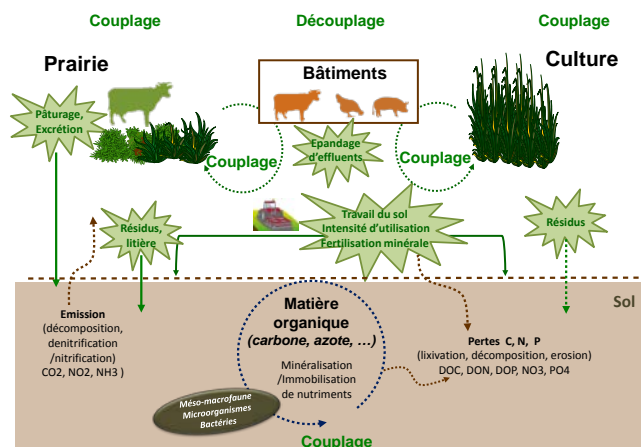 Couplage
Découplage
Couplage
Prairie
Bâtiments
Culture
Pâturage,
Excrétion
Epandage
d'effluents
Couplage
Couplage
Résidus,
litière
Travail du sol
Intensité d'utilisation
Fertilisation minérale
Résidus
Sol
Emission
(décomposition,
denitrification
/nitrification)
CO2, NO2, NH3 )
Matière
organique
(carbone, azote, …)
Minéralisation
/Immobilisation
de nutriments
Pertes C, N, P
(lixivation, décomposition, erosion)
DOC, DON, DOP, NO3, PO4
Méso-macrofaune
Microorganismes
Bactéries
Couplage